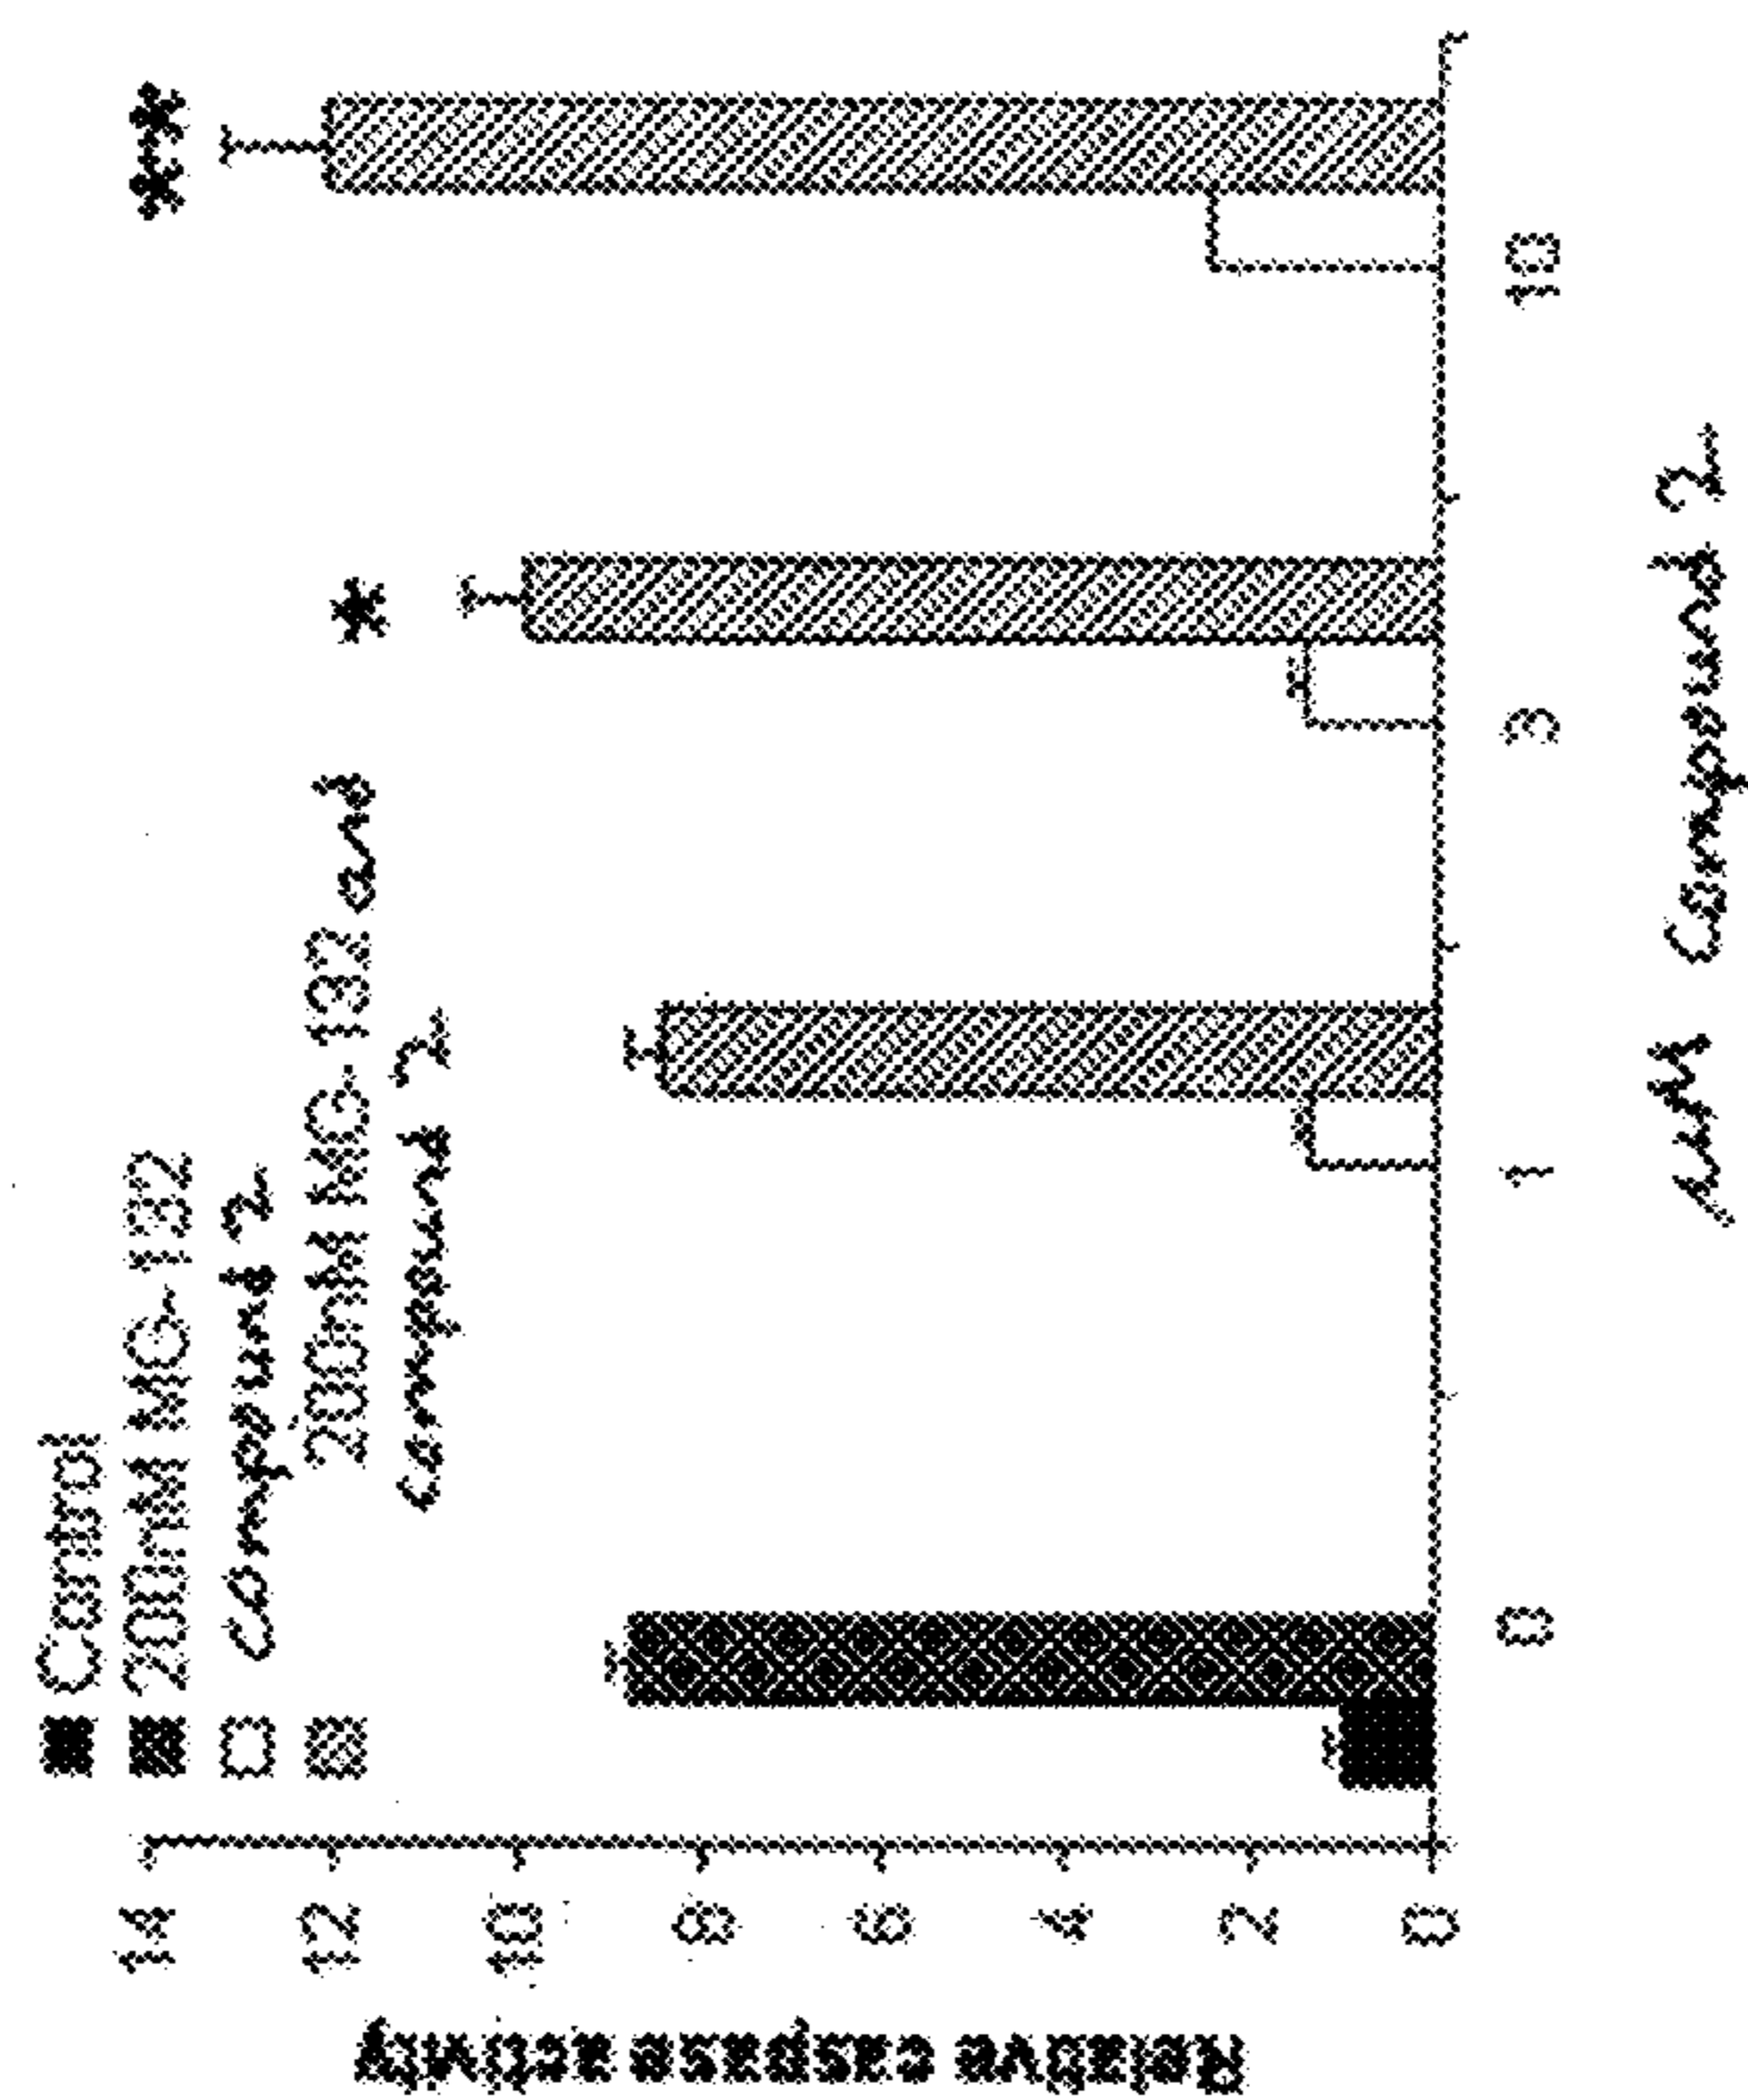 Control
200nM MG-132
compound 2
200nM MG-132 and
compound 2
**
*
Relative caspase activity
14
12
10
8
6
4
2
0
0
1
3
10
μM Compound 2